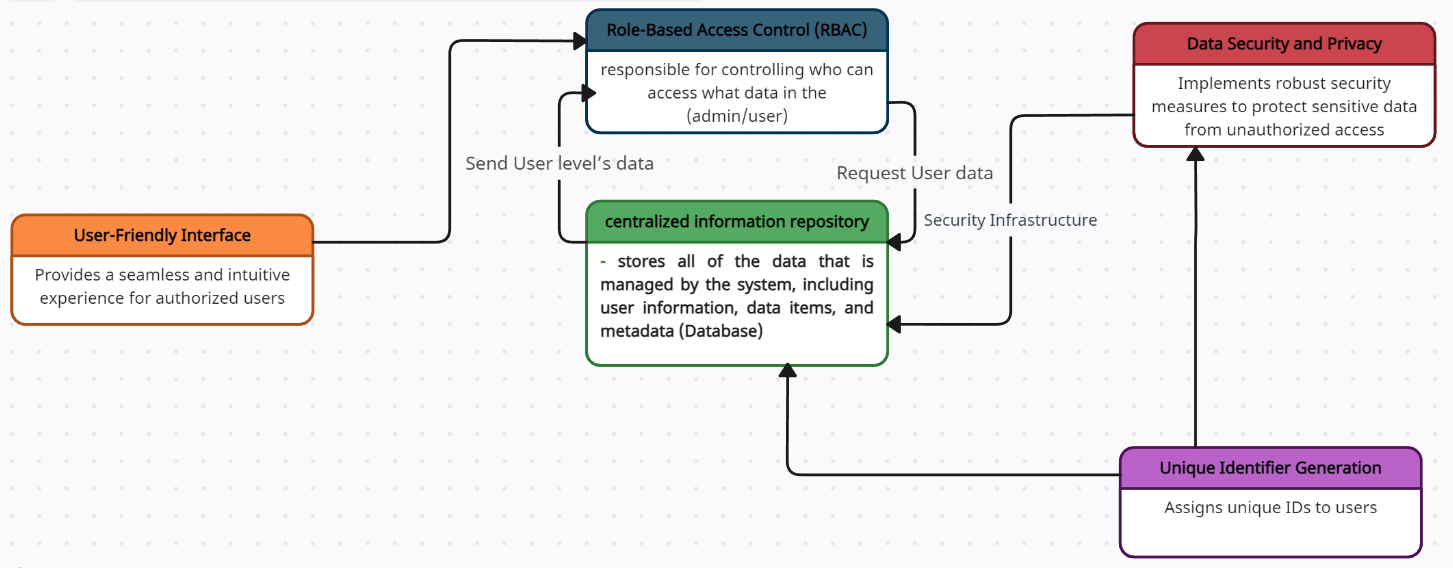 Role-Based Access Control (RBAC)
responsible for controlling who can
access what data in the
(admin/user)
Data Security and Privacy
Implements robust security
measures to protect sensitive data
from unauthorized access
Send User level's data
Request User data
User-Friendly Interface
Provides a seamless and intuitive
experience for authorized users
centralized information repository
- stores all of the data that is
managed by the system, including
user information, data items, and
metadata (Database)
Security Infrastructure
Unique Identifier Generation
Assigns unique IDs to users